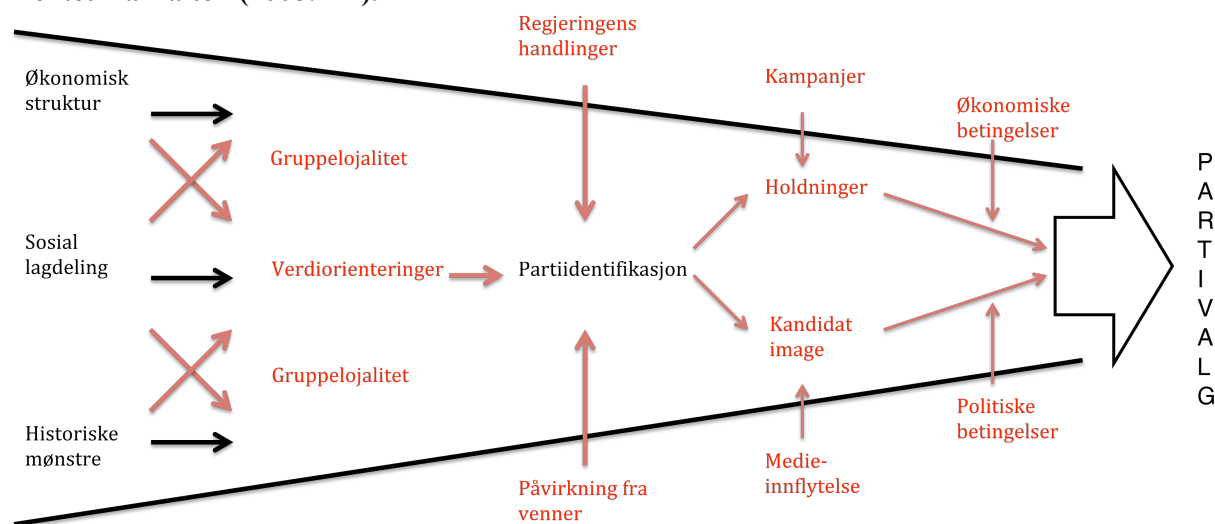 Regjeringens
handlinger
Økonomisk
struktur
Kampanjer
Økonomiske
betingelser
Gruppelojalitet
Holdninger
Sosial
lagdeling
Verdiorienteringer
Partiidentifikasjon
Kandidat
image
Gruppelojalitet
Historiske
mønstre
Politiske
betingelser
Medie-
innflytelse
Påvirkning fra
venner
P
A
R
T
I
V
A
L
G